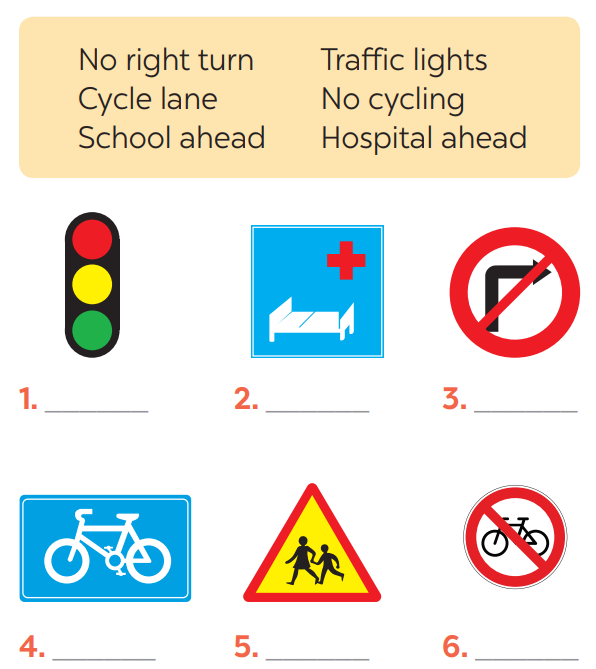 No right turn
Traffic lights
Cycle lane
No cycling
School ahead
Hospital ahead
1. ________
2. ________
3. ________
4. ________
5. ________
6. ________